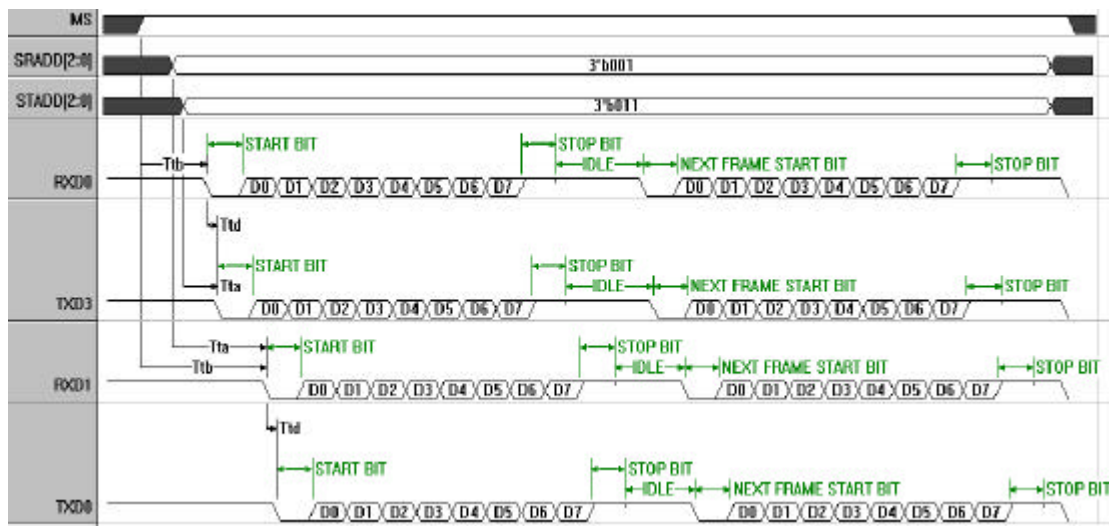 MS
SRADD[2:0] 3'b001
STADD[2:0] 3'b011
START BIT STOP BIT
Ttb IDLE NEXT FRAME START BIT STOP BIT
RXD0 D0 D1 D2 D3 D4 D5 D6 D7 D0 D1 D2 D3 D4 D5 D6 D7
Ttd
START BIT STOP BIT
Tta IDLE NEXT FRAME START BIT STOP BIT
TXD3 D0 D1 D2 D3 D4 D5 D6 D7 D0 D1 D2 D3 D4 D5 D6 D7
Tta START BIT STOP BIT
Ttb IDLE NEXT FRAME START BIT STOP BIT
RXD1 D0 D1 D2 D3 D4 D5 D6 D7 D0 D1 D2 D3 D4 D5 D6 D7
Ttd
START BIT STOP BIT
IDLE NEXT FRAME START BIT STOP BIT
TXD0 D0 D1 D2 D3 D4 D5 D6 D7 D0 D1 D2 D3 D4 D5 D6 D7